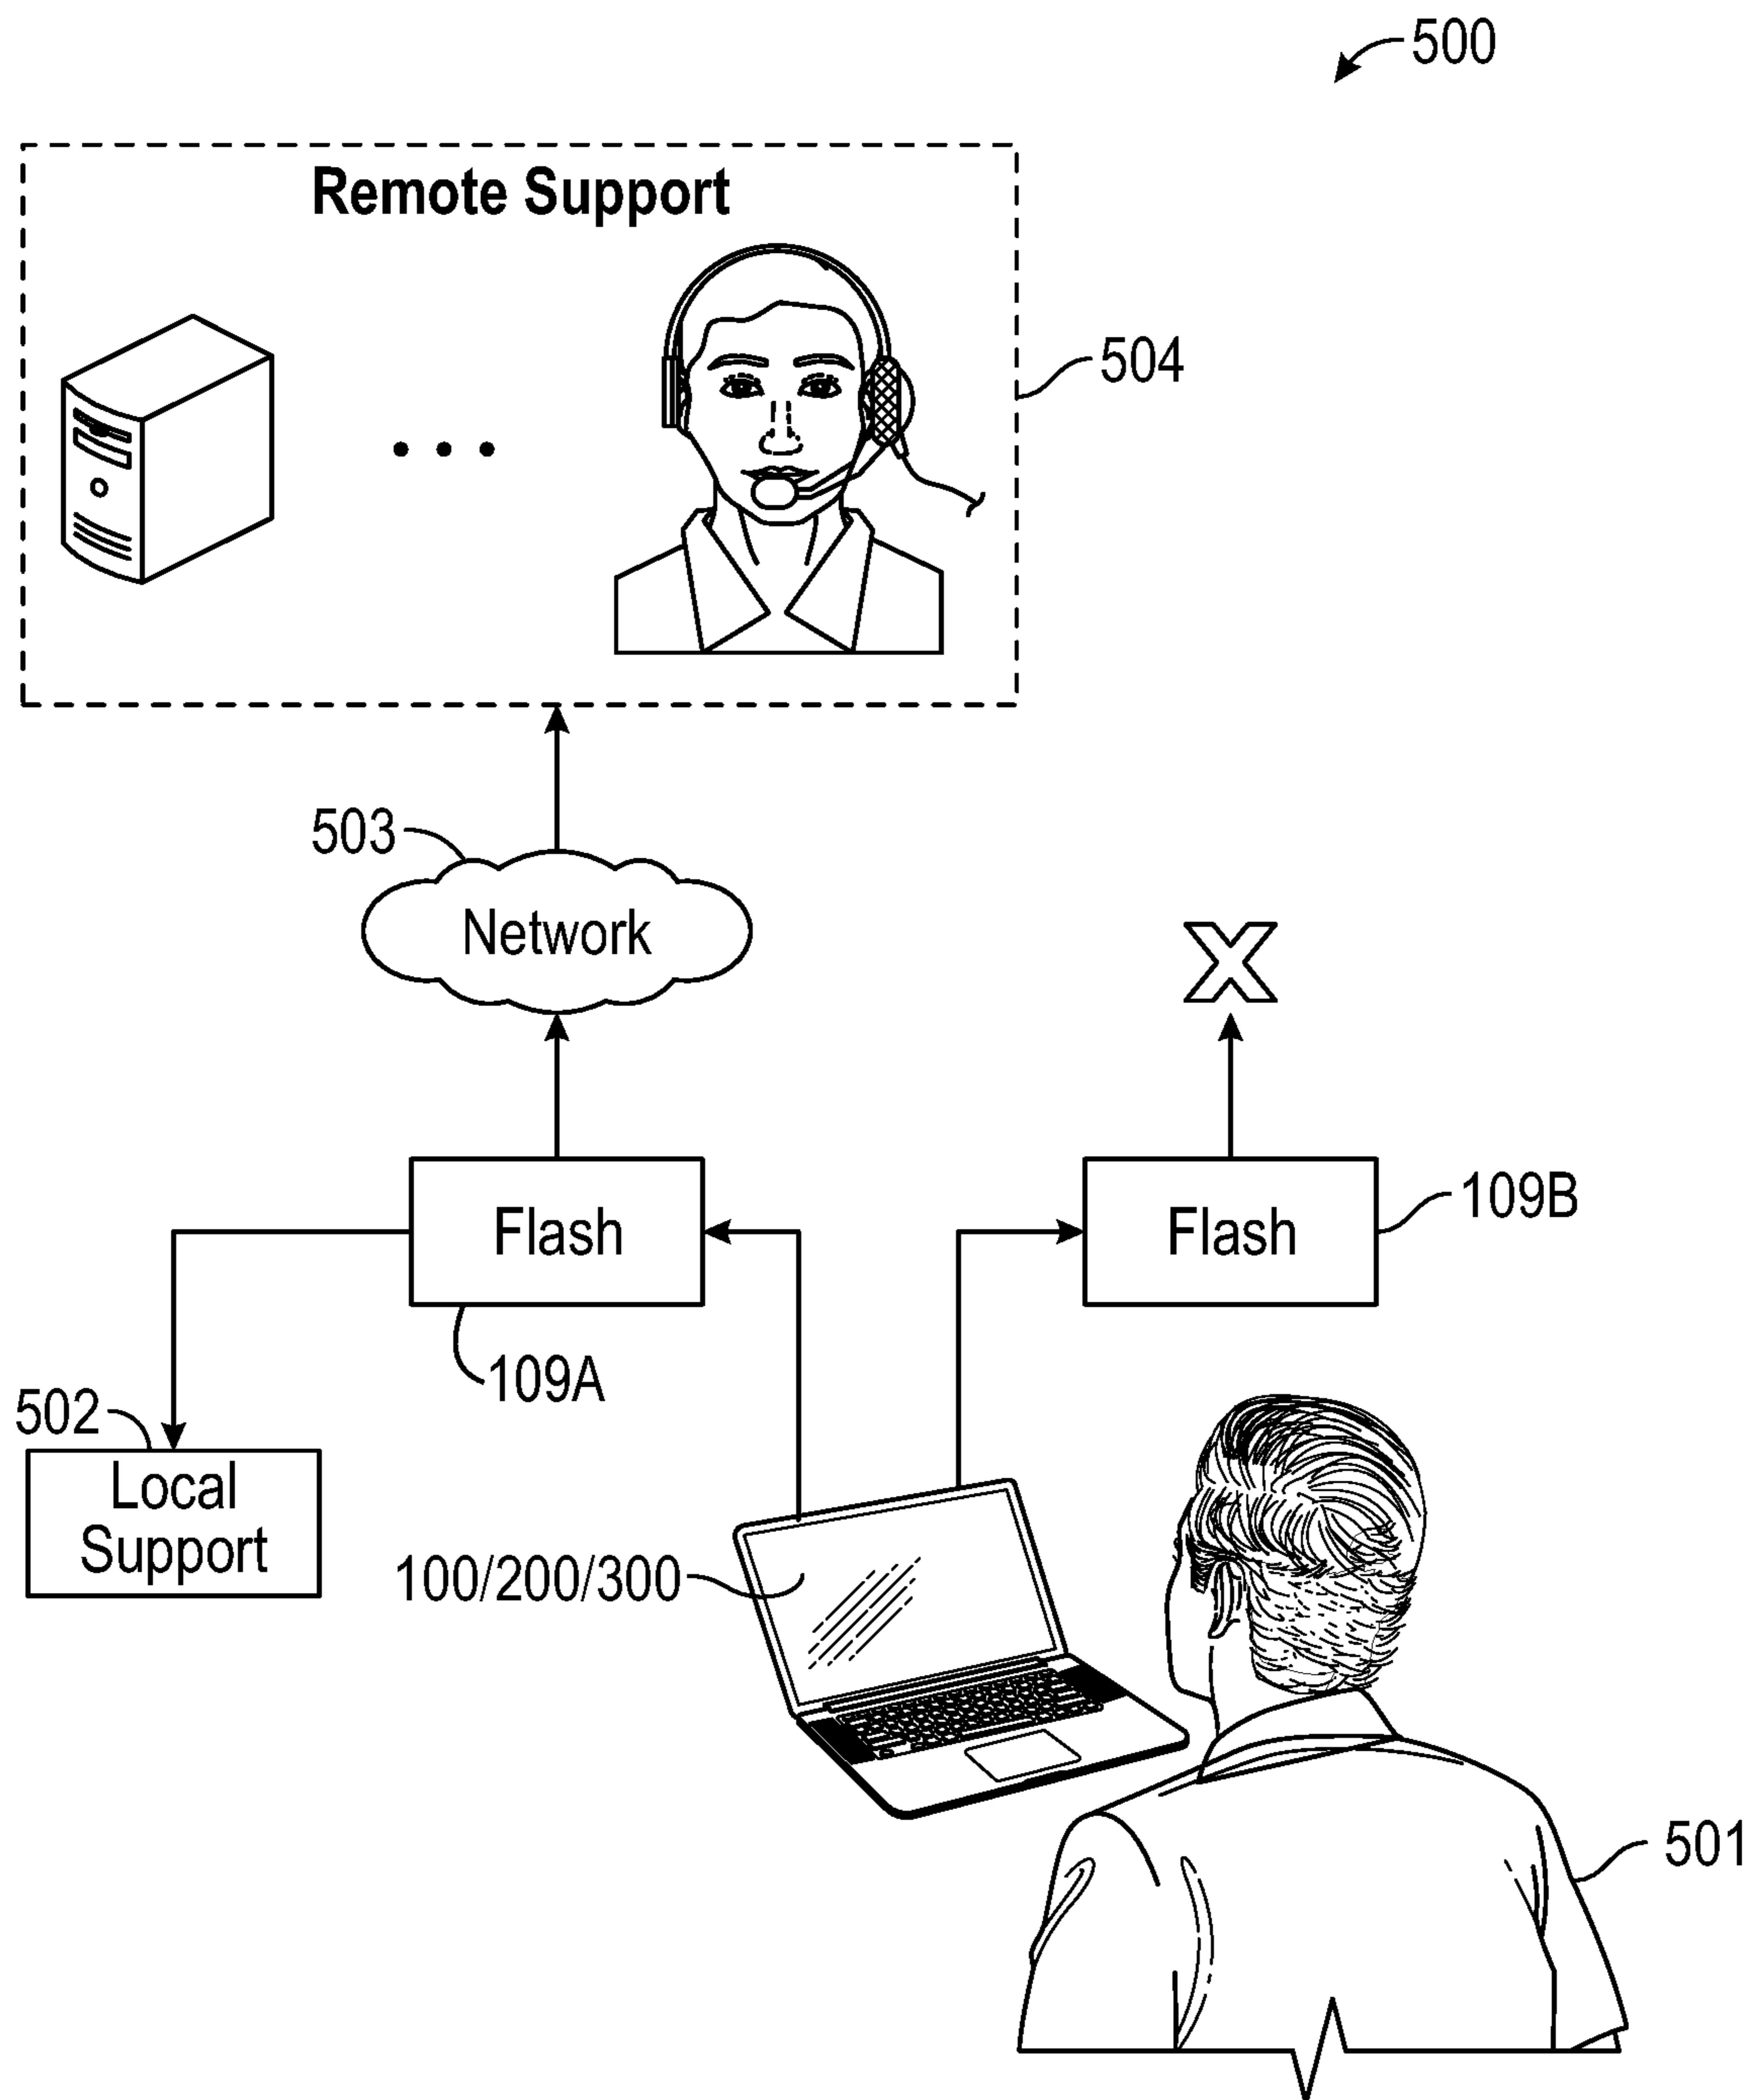 500
Remote Support
504
503
Network
X
Flash
Flash
109B
109A
502
Local
Support
100/200/300
501